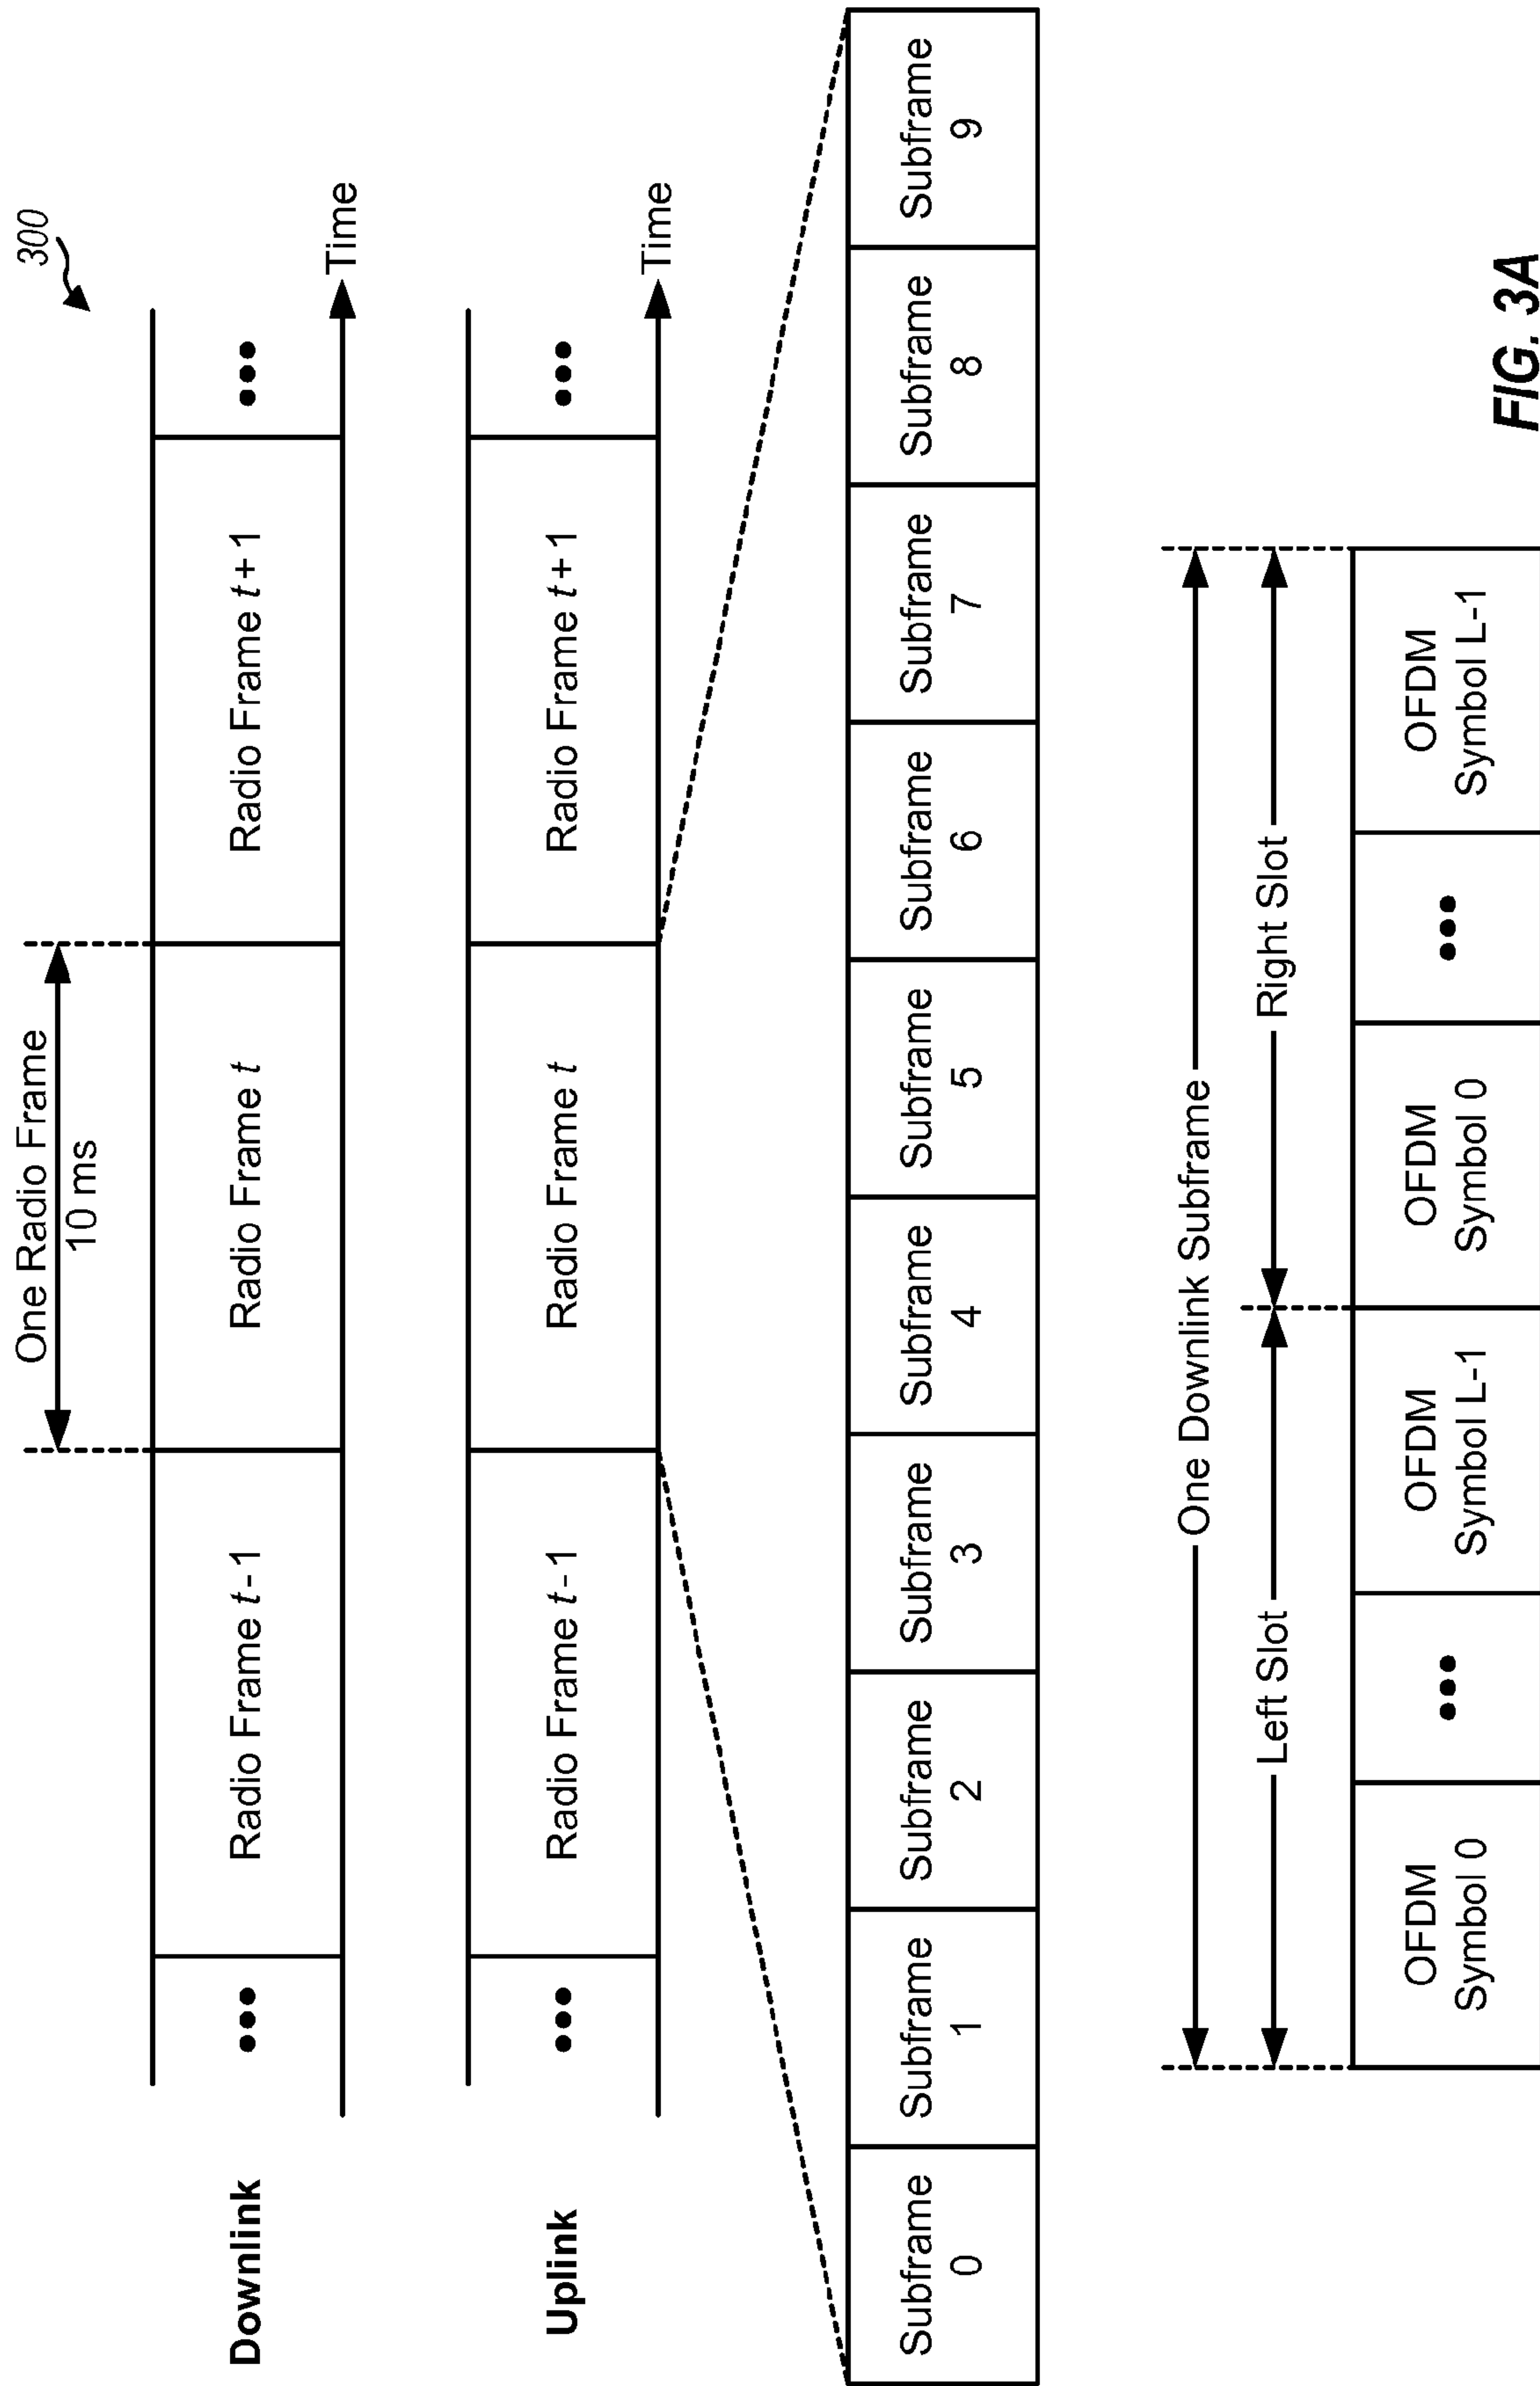 300
One Radio Frame
10 ms
Downlink
•••
Radio Frame t-1
Radio Frame t
Radio Frame t+1
•••
Time
Uplink
•••
Radio Frame t-1
Radio Frame t
Radio Frame t+1
•••
Time
Subframe
0
Subframe
1
Subframe
2
Subframe
3
Subframe
4
Subframe
5
Subframe
6
Subframe
7
Subframe
8
Subframe
9
One Downlink Subframe
Left Slot
Right Slot
OFDM
Symbol 0
•••
OFDM
Symbol L-1
OFDM
Symbol 0
•••
OFDM
Symbol L-1
FIG. 3A